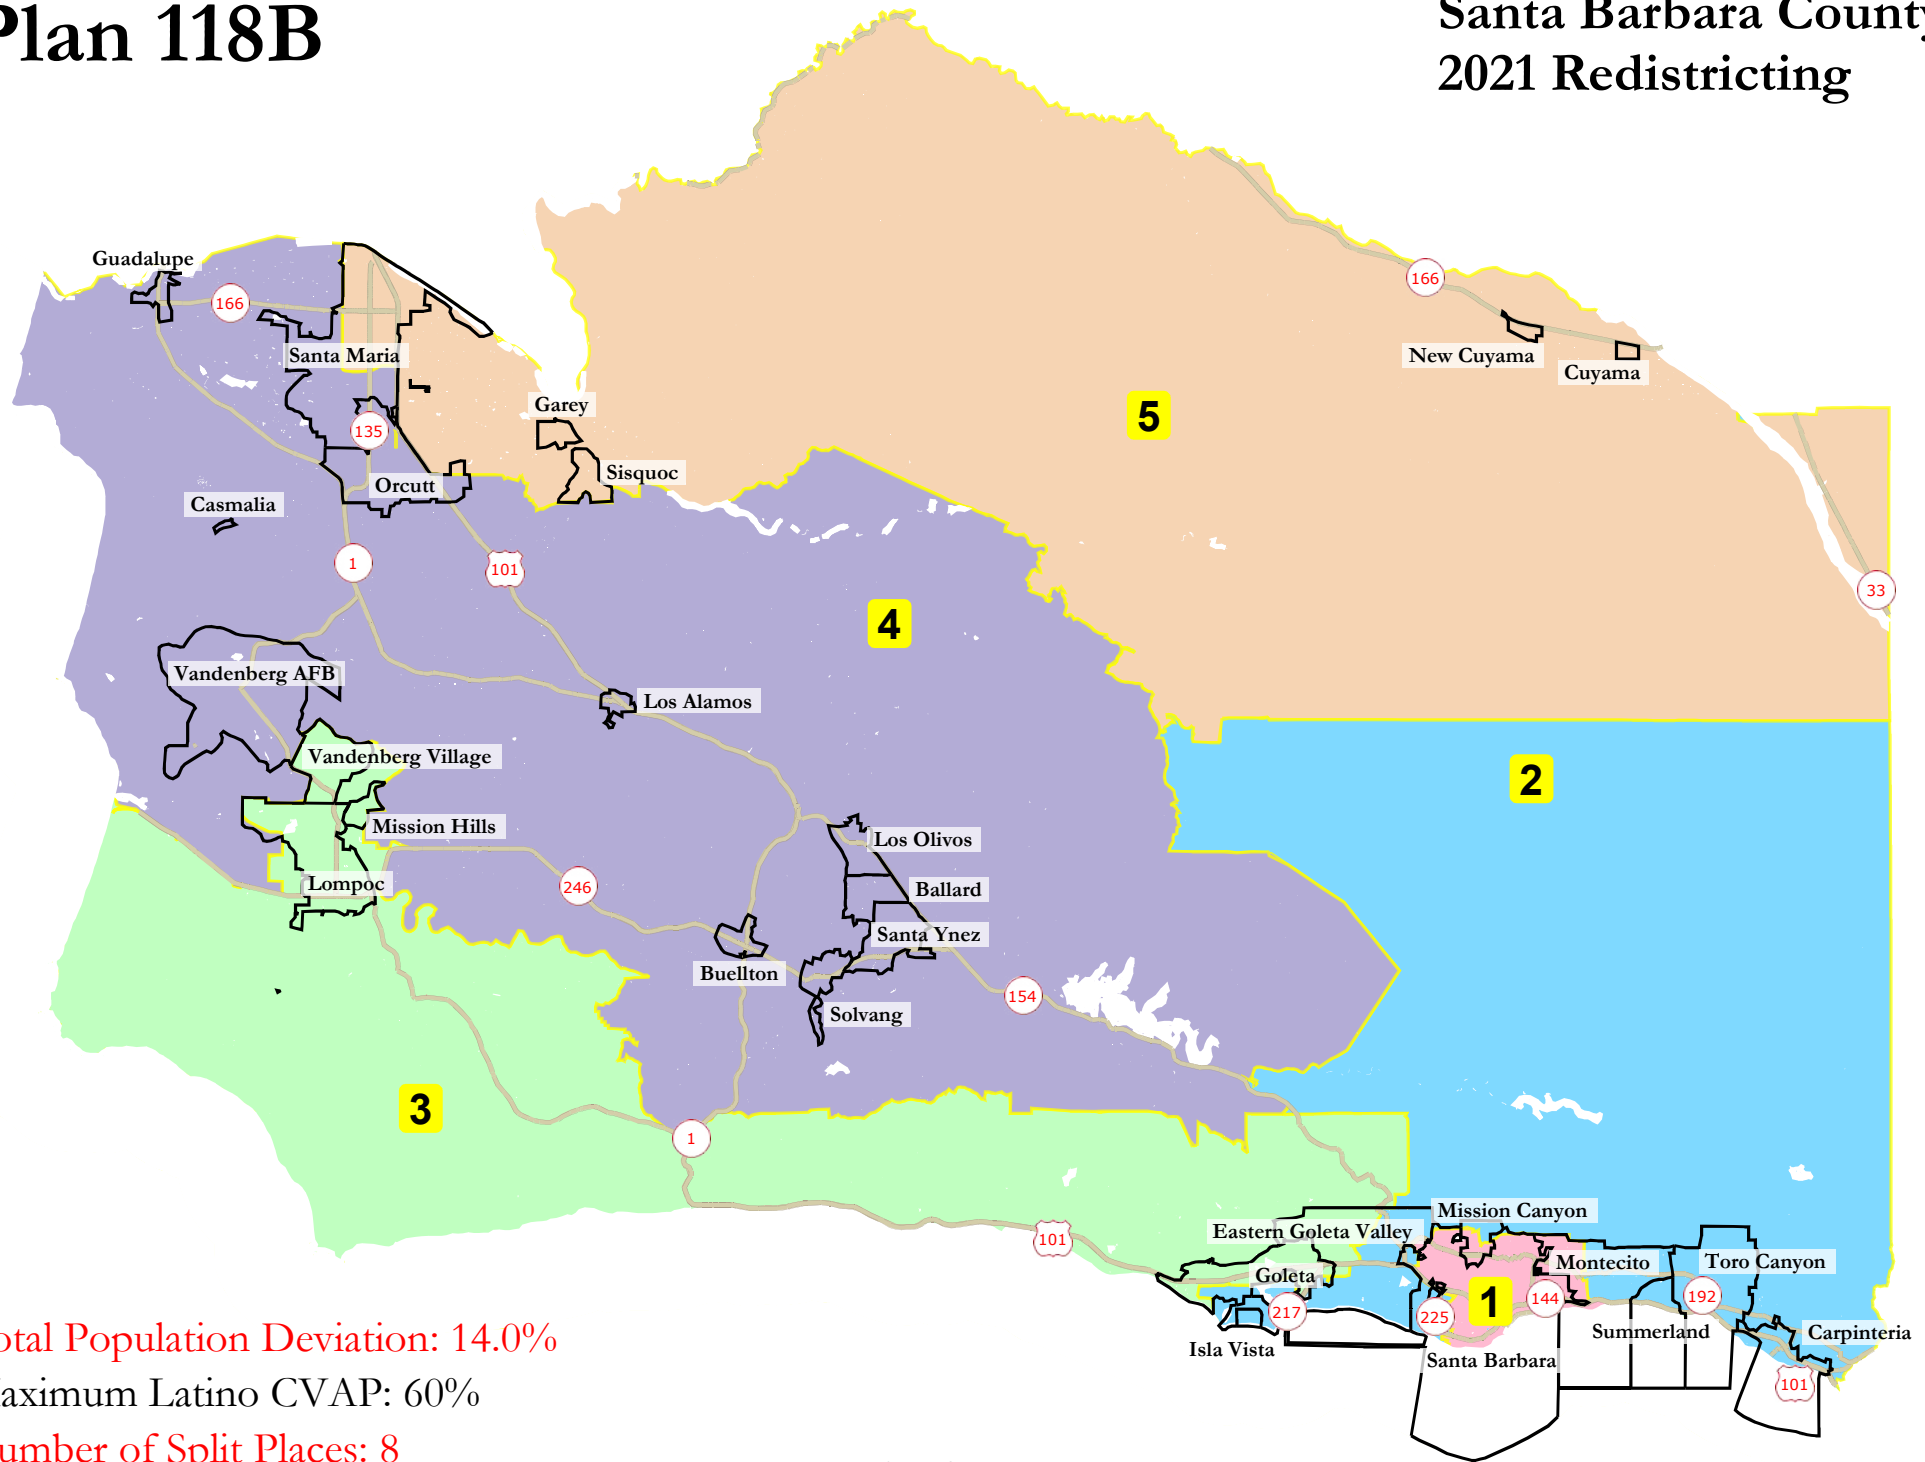 Plan 118B
Santa Barbara County
2021 Redistricting
Guadalupe
166
Santa Maria
135
Orcutt
Garey
Sisquoc
Casmalia
1
101
5
166
New Cuyama
Cuyama
33
4
Vandenberg AFB
Los Alamos
Vandenberg Village
Mission Hills
Lompoc
246
Los Olivos
Ballard
Santa Ynez
Buellton
Solvang
154
2
3
1
101
Mission Canyon
Eastern Goleta Valley
Goleta
Montecito
Toro Canyon
217
225
1
144
192
Isla Vista
Santa Barbara
Summerland
Carpinteria
101
otal Population Deviation: 14.0%
aximum Latino CVAP: 60%
umber of Split Places: 8